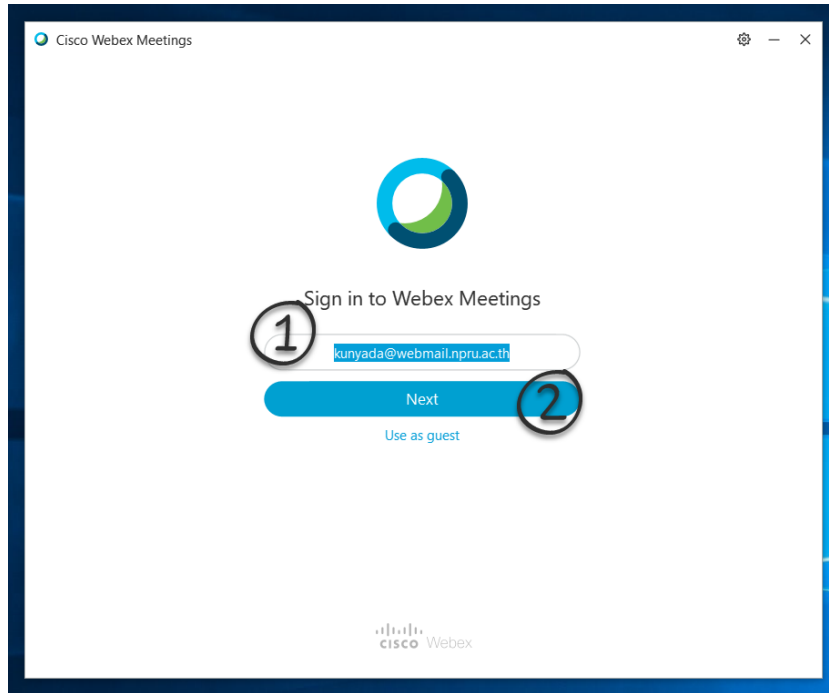 Cisco Webex Meetings
Sign in to Webex Meetings
1
kunyada@webmail.npru.ac.th
Next
2
Use as guest
cisco Webex